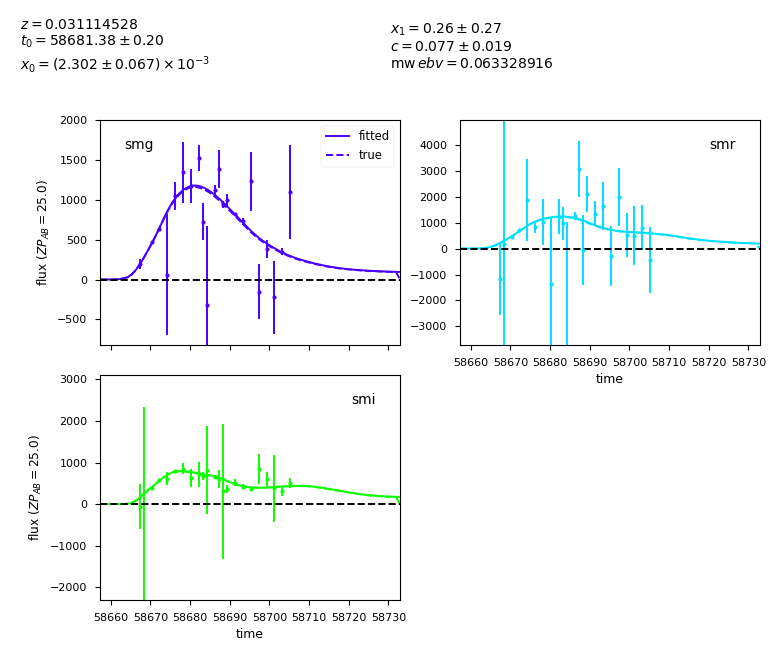 z = 0.031114528
t₀ = 58681.38 ± 0.20
x₀ = (2.302 ± 0.067) × 10⁻³
x₁ = 0.26 ± 0.27
c = 0.077 ± 0.019
mw ebv = 0.063328916
smg
fitted
true
2000
1500
1000
500
0
−500
flux (ZP_AB = 25.0)
smr
4000
3000
2000
1000
0
−1000
−2000
−3000
58660 58670 58680 58690 58700 58710 58720 58730
time
smi
3000
2000
1000
0
−1000
−2000
flux (ZP_AB = 25.0)
58660 58670 58680 58690 58700 58710 58720 58730
time